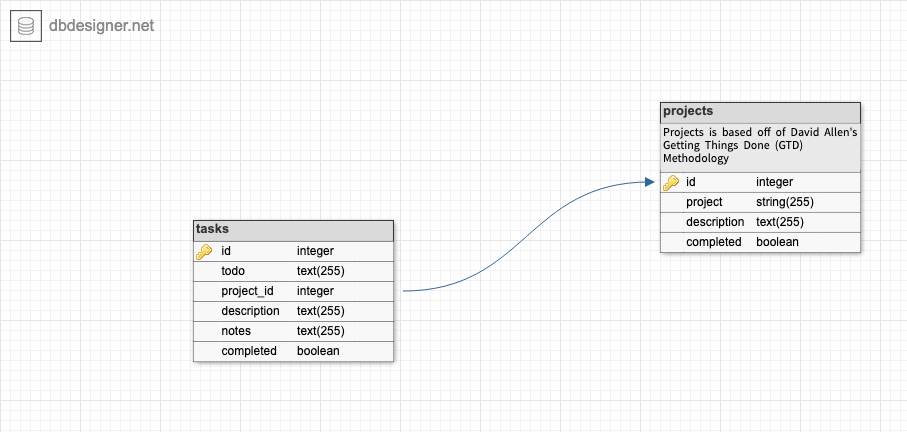 dbdesigner.net
projects
Projects is based off of David Allen's
Getting Things Done (GTD)
Methodology
id integer
project string(255)
description text(255)
completed boolean
tasks
id integer
todo text(255)
project_id integer
description text(255)
notes text(255)
completed boolean